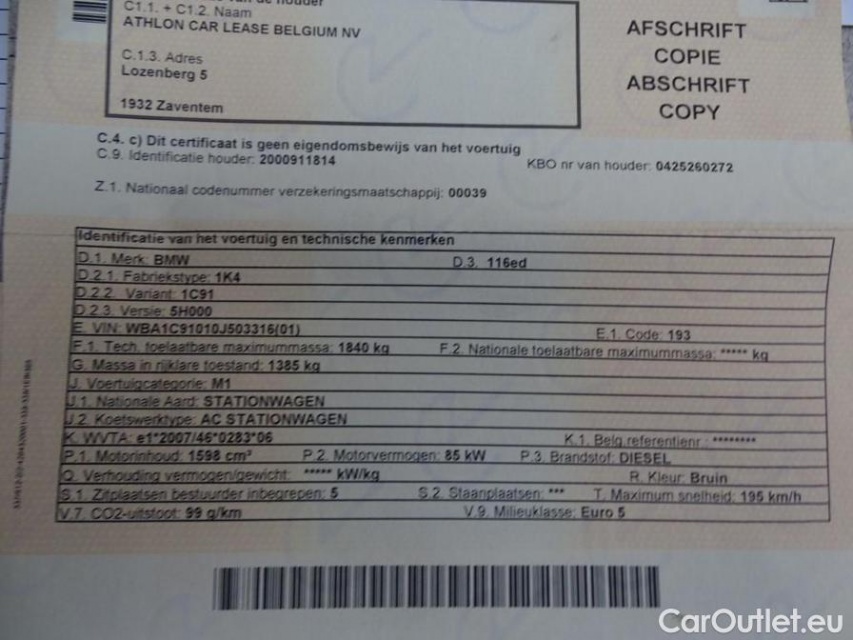 C1.1. + C1.2. Naam
ATHLON CAR LEASE BELGIUM NV
C.1.3. Adres
Lozenberg 5
1932 Zaventem
AFSCHRIFT
COPIE
ABSCHRIFT
COPY
C.4. c) Dit certificaat is geen eigendomsbewijs van het voertuig
C.9. Identificatie houder: 2000911814
KBO nr van houder: 0425260272
Z.1. Nationaal codenummer verzekeringsmaatschappij: 00039
Identificatie van het voertuig en technische kenmerken
D.1. Merk: BMW D.3. 116ed
D.2.1. Fabriekstype: 1K4
D.2.2. Variant: 1C91
D.2.3. Versie: 5H000
E. VIN: WBA1C91010J503316(01) E.1. Code: 193
F.1. Tech. toelaatbare maximummassa: 1840 kg F.2. Nationale toelaatbare maximummassa: ***** kg
G. Massa in rijklare toestand: 1385 kg
J. Voertuigcategorie: M1
J.1. Nationale Aard: STATIONWAGEN
J.2. Koetswerktype: AC STATIONWAGEN
K. WVTA: e1*2007/46*0283*06 K.1. Belg.referentienr.: ********
P.1. Motorinhoud: 1598 cm³ P.2. Motorvermogen: 85 kW P.3. Brandstof: DIESEL
Q. Verhouding vermogen/gewicht: ***** kW/kg R. Kleur: Bruin
S.1. Zitplaatsen bestuurder inbegrepen: 5 S.2. Staanplaatsen: *** T. Maximum snelheid: 195 km/h
V.7. CO2-uitstoot: 99 g/km V.9. Milieuklasse: Euro 5
CarOutlet.eu